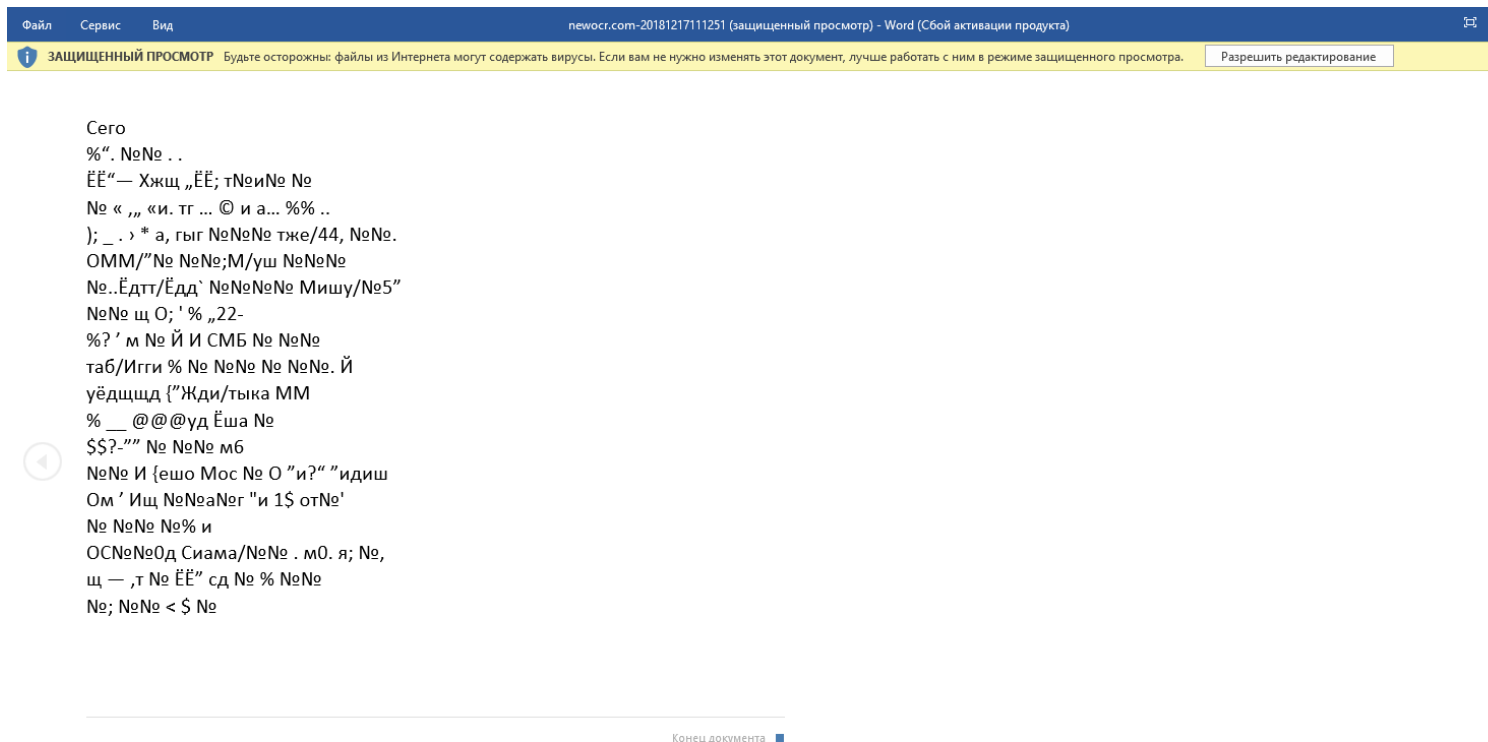 Файл Сервис Вид newocr.com-20181217111251 (защищенный просмотр) - Word (Сбой активации продукта)
ЗАЩИЩЕННЫЙ ПРОСМОТР Будьте осторожны: файлы из Интернета могут содержать вирусы. Если вам не нужно изменять этот документ, лучше работать с ним в режиме защищенного просмотра. Разрешить редактирование
Сего
%“. №№ . .
ЁЁ“— Хжщ „ЁЁ; т№и№ №
№ « ,„ «и. тг ... © и а... %% ..
); _ . › * а, гыг №№№ тже/44, №№.
ОММ/”№ №№;М/уш №№№
№..Ёдтт/Ёдд` №№№№ Мишу/№5”
№№ щ О; ' % „22-
%? ’ м № Й И СМБ № №№
таб/Игги % № №№ № №№. Й
уёдщщд {”Жди/тыка ММ
% __ @@@уд Ёша №
$$?-”” № №№ м6
№№ И {ешо Мос № О ”и?“ ”идиш
Ом ’ Ищ №№а№г "и 1$ от№'
№ №№ №% и
ОС№№0д Сиама/№№ . м0. я; №,
щ — ,т № ЁЁ” сд № % №№
№; №№ < $ №
Конец документа